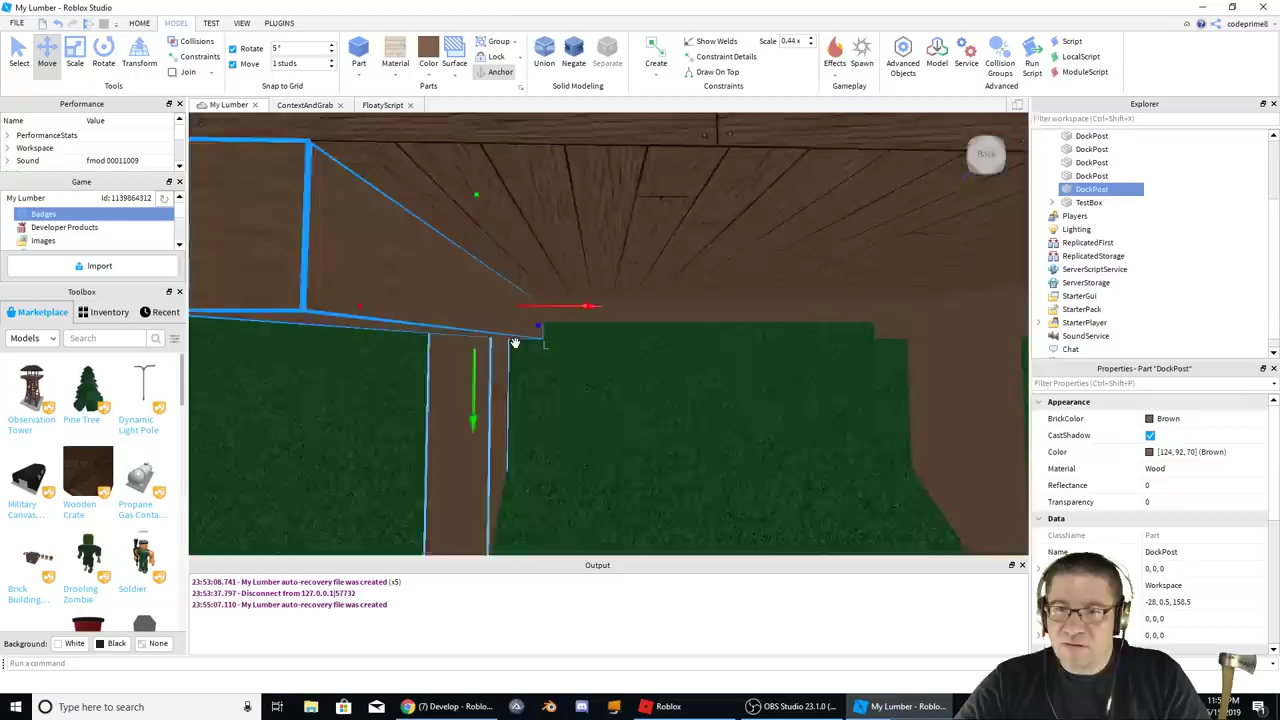 My Lumber - Roblox Studio
FILE HOME MODEL TEST VIEW PLUGINS codeprime8
Select Move Scale Rotate Transform
Collisions
Constraints
Join
Tools
Rotate 5°
Move 1 studs
Snap to Grid
Part Material Color Surface
Group
Lock
Anchor
Parts
Union Negate Separate
Solid Modeling
Create
Show Welds Scale 0.44 x
Constraint Details
Draw On Top
Constraints
Effects Spawn
Gameplay
Advanced Objects Model Service Collision Groups Run Script
Script
LocalScript
ModuleScript
Advanced
Performance
Name Value
PerformanceStats
Workspace
Sound fmod 00011009
Game
My Lumber Id: 1139864312
Badges
Developer Products
Images
Import
Toolbox
Marketplace Inventory Recent
Models Search
Observation Tower Pine Tree Dynamic Light Pole
Military Canvas... Wooden Crate Propane Gas Conta...
Brick Building... Drooling Zombie Soldier
Background: White Black None
Run a command
My Lumber ContextAndGrab FloatyScript
Back
Output
23:53:08.741 - My Lumber auto-recovery file was created (x5)
23:53:37.797 - Disconnect from 127.0.0.1|57732
23:55:07.110 - My Lumber auto-recovery file was created
Explorer
Filter workspace (Ctrl+Shift+X)
DockPost
DockPost
DockPost
DockPost
DockPost
TestBox
Players
Lighting
ReplicatedFirst
ReplicatedStorage
ServerScriptService
ServerStorage
StarterGui
StarterPack
StarterPlayer
SoundService
Chat
Properties - Part "DockPost"
Filter Properties (Ctrl+Shift+P)
Appearance
BrickColor Brown
CastShadow
Color [124, 92, 70] (Brown)
Material Wood
Reflectance 0
Transparency 0
Data
ClassName Part
Name DockPost
0, 0, 0
Workspace
-28, 0.5, 158.5
0, 0, 0
0, 0, 0
Type here to search
(7) Develop - Roblo...
Roblox
OBS Studio 23.1.0 (...
My Lumber - Roblo...